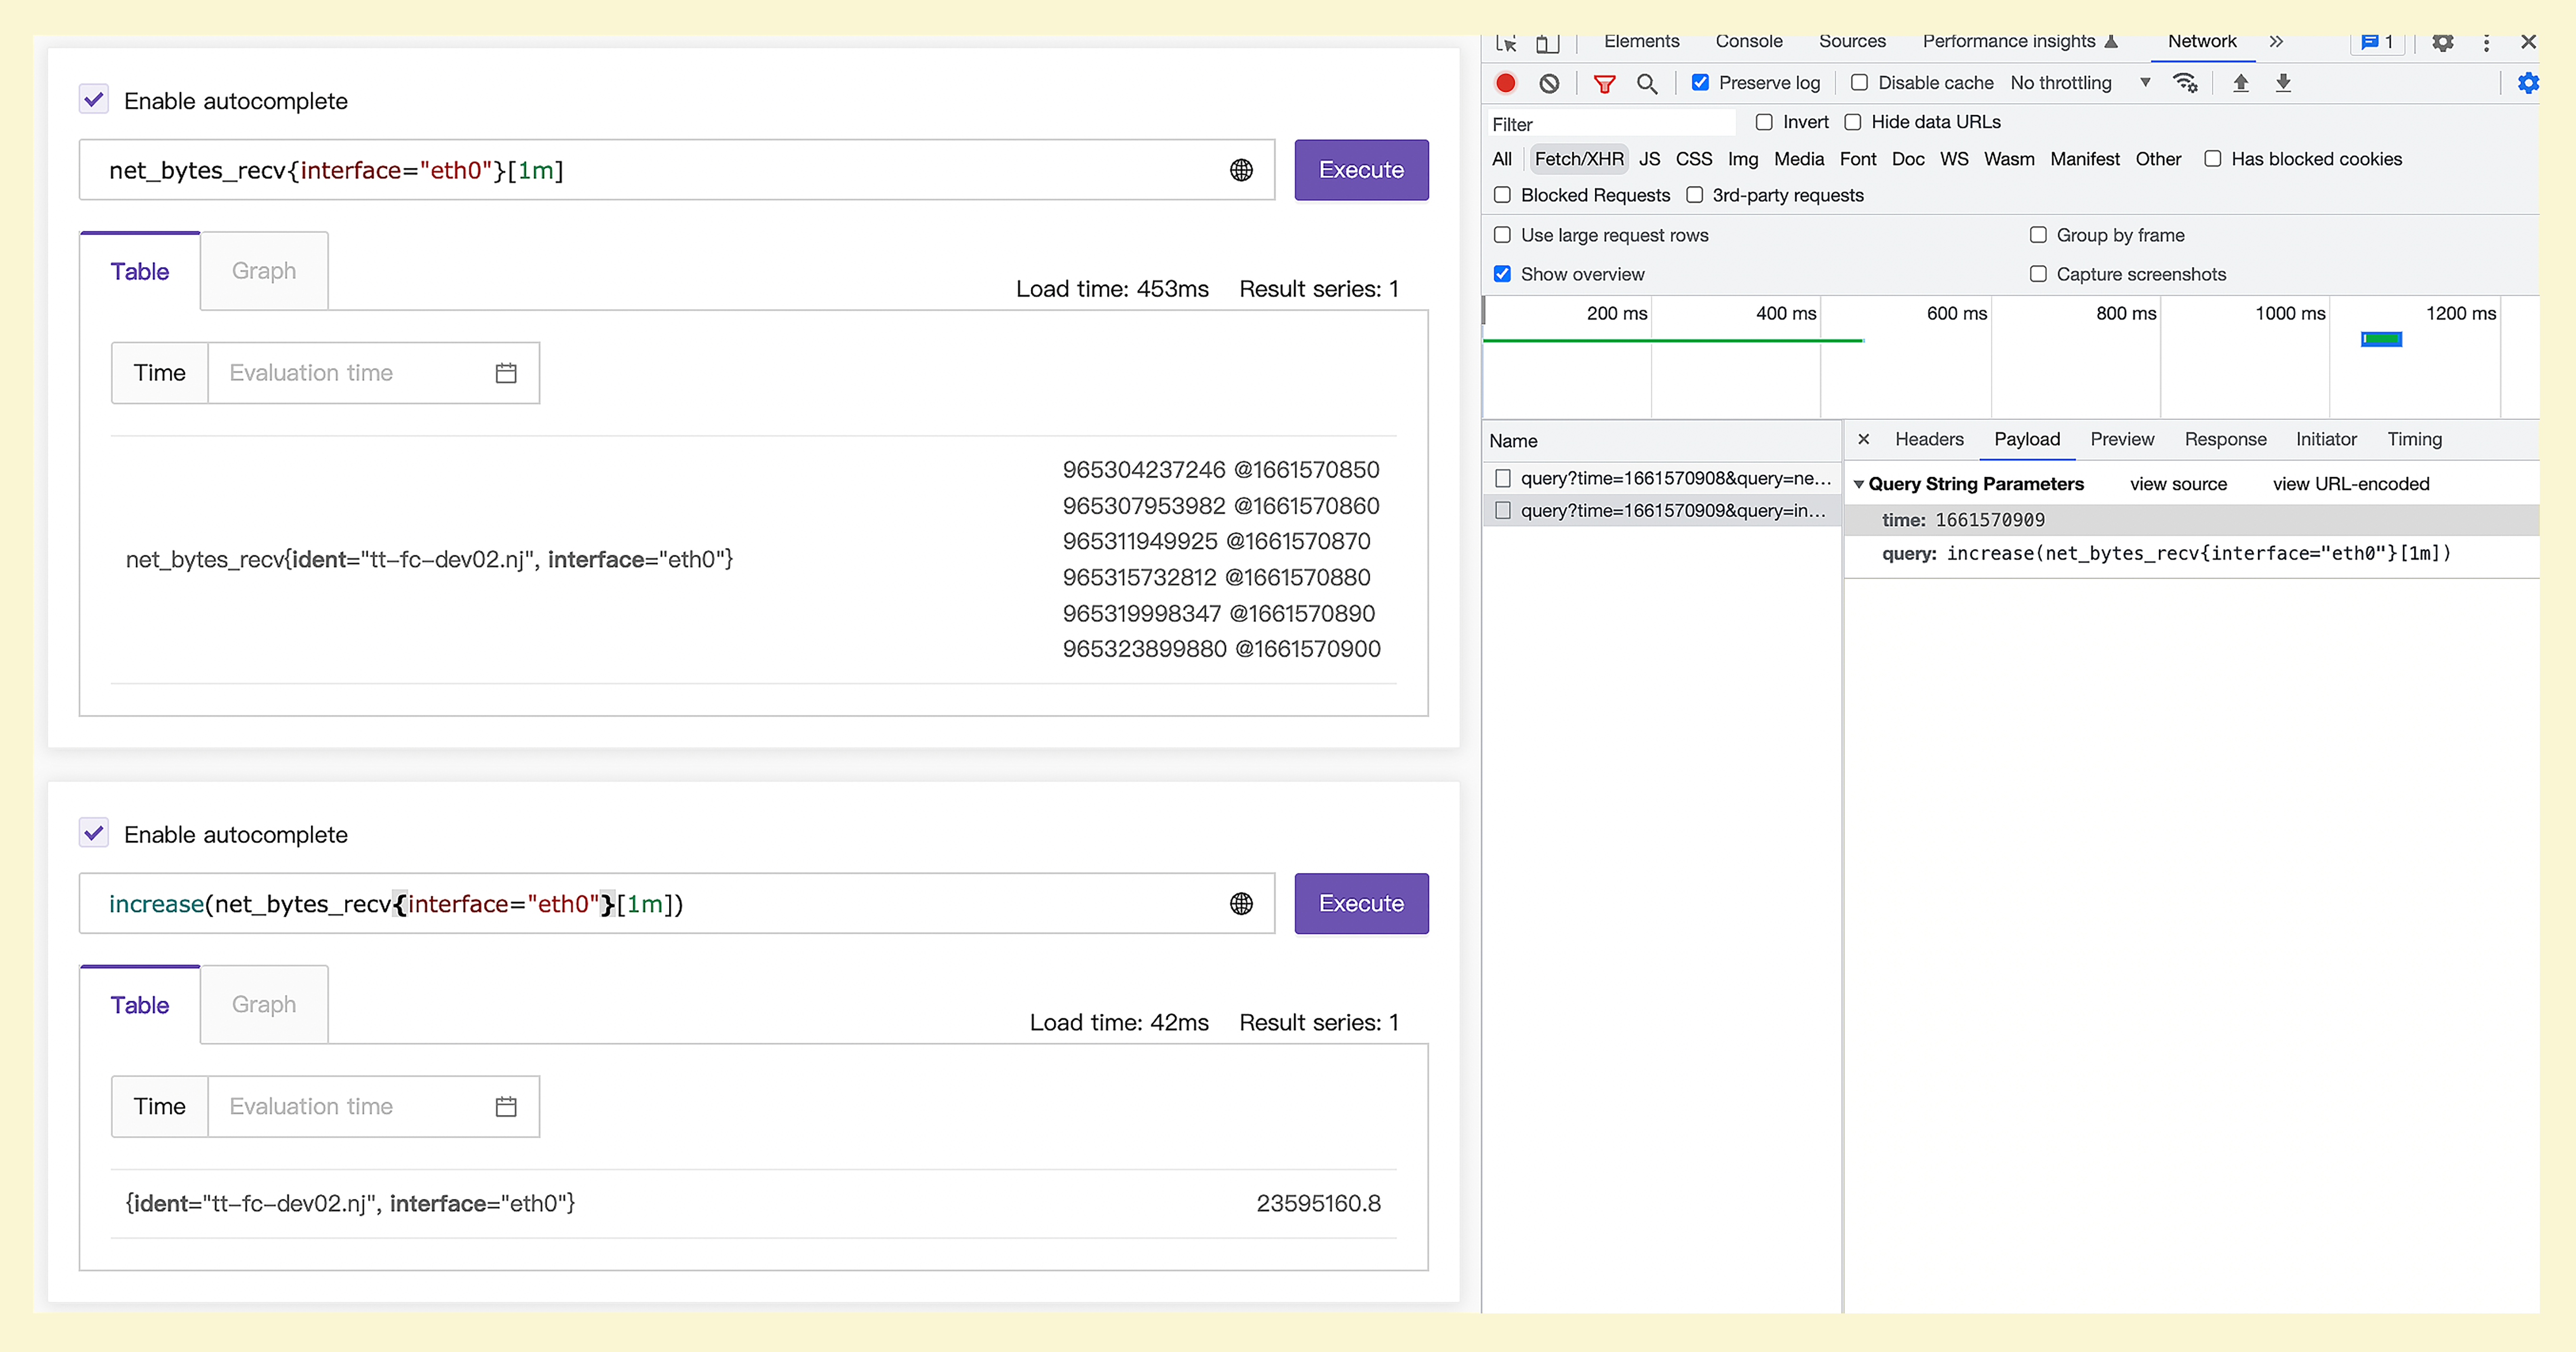 Enable autocomplete
net_bytes_recv{interface="eth0"}[1m]
Execute
Table
Graph
Load time: 453ms
Result series: 1
Time
Evaluation time
net_bytes_recv{ident="tt-fc-dev02.nj", interface="eth0"}
965304237246 @1661570850
965307953982 @1661570860
965311949925 @1661570870
965315732812 @1661570880
965319998347 @1661570890
965323899880 @1661570900
Enable autocomplete
increase(net_bytes_recv{interface="eth0"}[1m])
Execute
Table
Graph
Load time: 42ms
Result series: 1
Time
Evaluation time
{ident="tt-fc-dev02.nj", interface="eth0"}
23595160.8
Elements Console Sources Performance insights Network 1
Preserve log Disable cache No throttling
Filter Invert Hide data URLs
All Fetch/XHR JS CSS Img Media Font Doc WS Wasm Manifest Other Has blocked cookies
Blocked Requests 3rd-party requests
Use large request rows Group by frame
Show overview Capture screenshots
200 ms 400 ms 600 ms 800 ms 1000 ms 1200 ms
Name
query?time=1661570908&query=ne...
query?time=1661570909&query=in...
Headers Payload Preview Response Initiator Timing
Query String Parameters view source view URL-encoded
time: 1661570909
query: increase(net_bytes_recv{interface="eth0"}[1m])